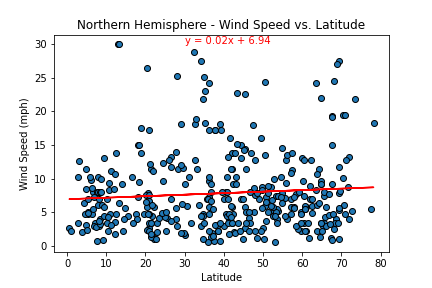 Northern Hemisphere - Wind Speed vs. Latitude
y = 0.02x + 6.94
30
25
20
15
10
5
0
Wind Speed (mph)
0 10 20 30 40 50 60 70 80
Latitude